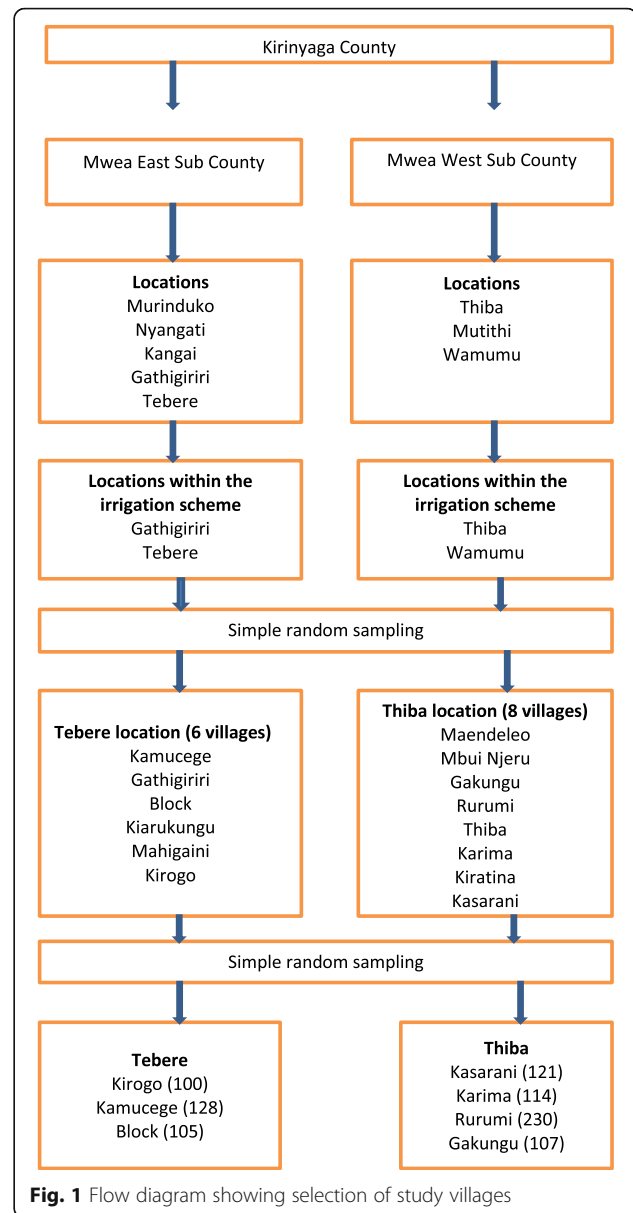 Kirinyaga County
Mwea East Sub County
Mwea West Sub County
Locations
Murinduko
Nyangati
Kangai
Gathigiriri
Tebere
Locations
Thiba
Mutithi
Wamumu
Locations within the
irrigation scheme
Gathigiriri
Tebere
Locations within the
irrigation scheme
Thiba
Wamumu
Simple random sampling
Tebere location (6 villages)
Kamucege
Gathigiriri
Block
Kiarukungu
Mahigaini
Kirogo
Thiba location (8 villages)
Maendeleo
Mbui Njeru
Gakungu
Rurumi
Thiba
Karima
Kiratina
Kasarani
Simple random sampling
Tebere
Kirogo (100)
Kamucege (128)
Block (105)
Thiba
Kasarani (121)
Karima (114)
Rurumi (230)
Gakungu (107)
Fig. 1 Flow diagram showing selection of study villages